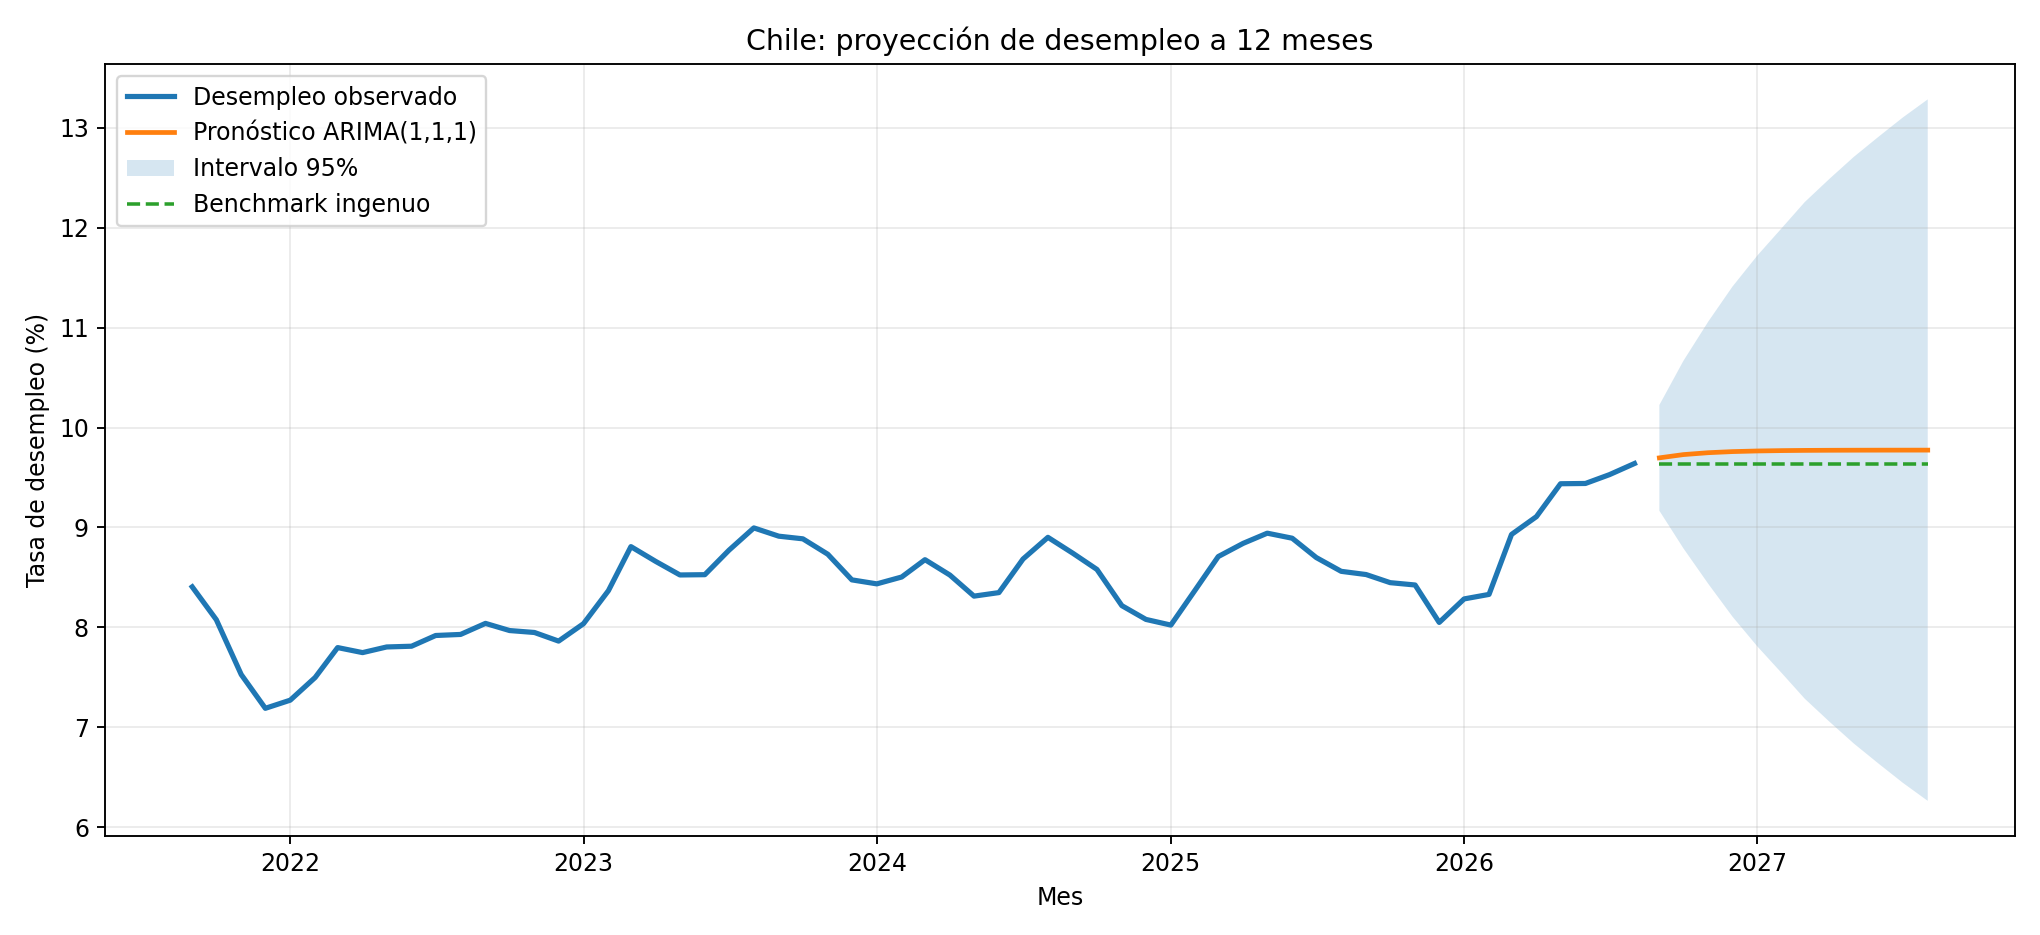 Chile: proyección de desempleo a 12 meses
Desempleo observado
Pronóstico ARIMA(1,1,1)
Intervalo 95%
Benchmark ingenuo
Tasa de desempleo (%)
13
12
11
10
9
8
7
6
2022 2023 2024 2025 2026 2027
Mes